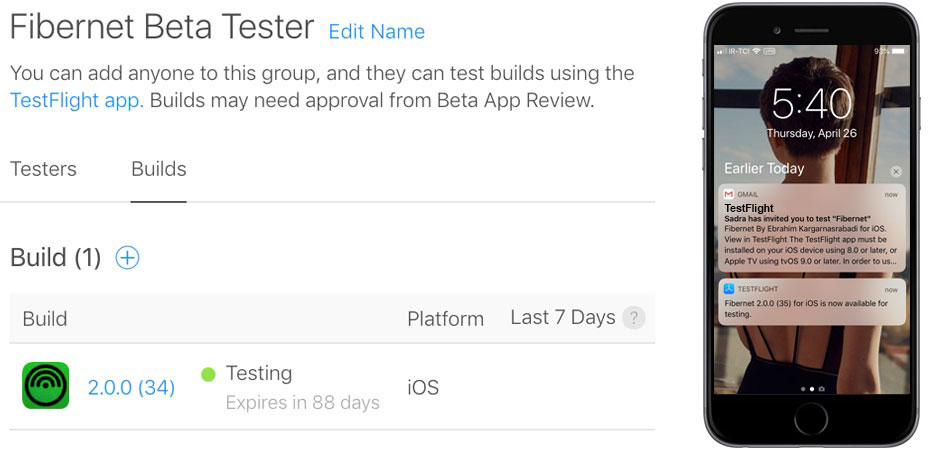 Fibernet Beta Tester Edit Name
You can add anyone to this group, and they can test builds using the
TestFlight app. Builds may need approval from Beta App Review.
Testers Builds
Build (1)
Build Platform Last 7 Days ?
2.0.0 (34) Testing iOS
Expires in 88 days
IR-TCI
5:40
Thursday, April 26
Earlier Today
GMAIL now
TestFlight
Sadra has invited you to test "Fibernet"
Fibernet By Ebrahim Kargarnasrabadi for iOS.
View in TestFlight The TestFlight app must be
installed on your iOS device using 8.0 or later, or
Apple TV using tvOS 9.0 or later. In order to us...
TESTFLIGHT now
Fibernet 2.0.0 (35) for iOS is now available for
testing.